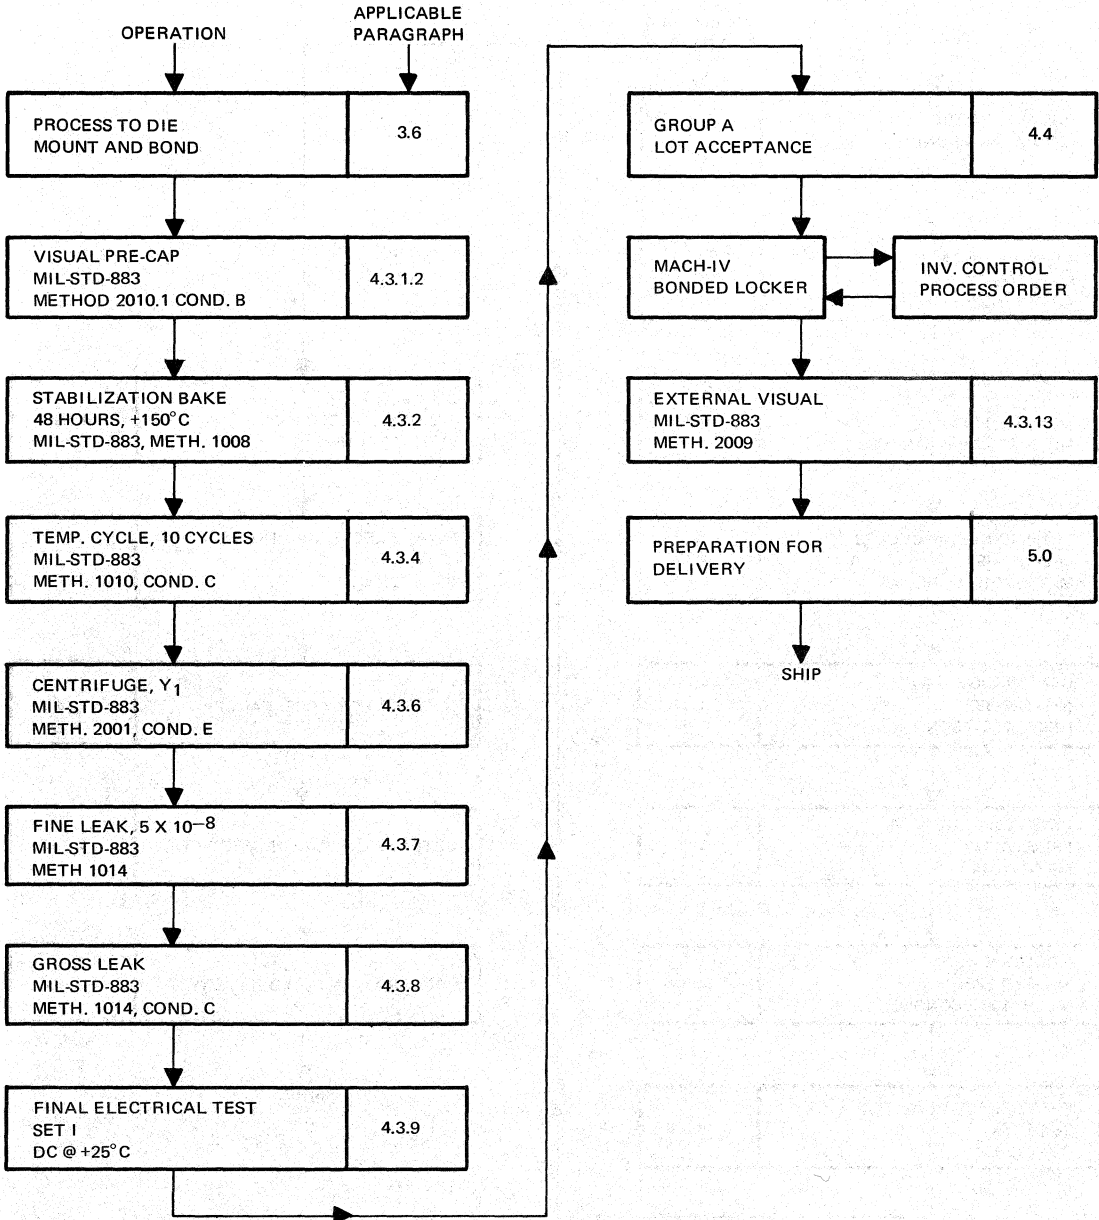 OPERATION
APPLICABLE
PARAGRAPH
PROCESS TO DIE
MOUNT AND BOND
3.6
VISUAL PRE-CAP
MIL-STD-883
METHOD 2010.1 COND. B
4.3.1.2
STABILIZATION BAKE
48 HOURS, +150°C
MIL-STD-883, METH. 1008
4.3.2
TEMP. CYCLE, 10 CYCLES
MIL-STD-883
METH. 1010, COND. C
4.3.4
CENTRIFUGE, Y1
MIL-STD-883
METH. 2001, COND. E
4.3.6
FINE LEAK, 5 X 10−8
MIL-STD-883
METH 1014
4.3.7
GROSS LEAK
MIL-STD-883
METH. 1014, COND. C
4.3.8
FINAL ELECTRICAL TEST
SET I
DC @ +25°C
4.3.9
GROUP A
LOT ACCEPTANCE
4.4
MACH-IV
BONDED LOCKER
INV. CONTROL
PROCESS ORDER
EXTERNAL VISUAL
MIL-STD-883
METH. 2009
4.3.13
PREPARATION FOR
DELIVERY
5.0
SHIP